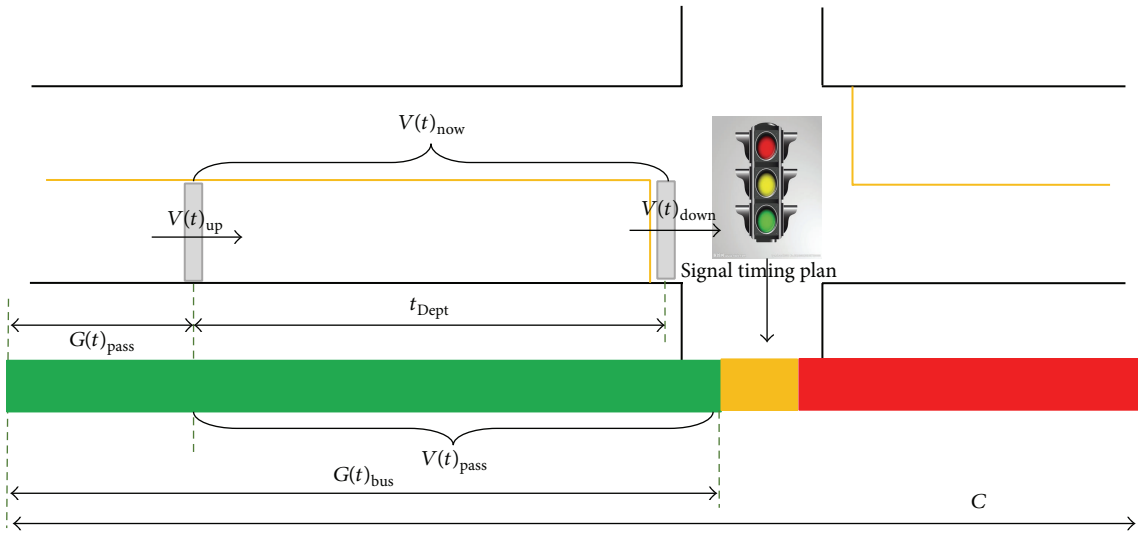 V(t)now
V(t)up
V(t)down
Signal timing plan
tDept
G(t)pass
V(t)pass
G(t)bus
C